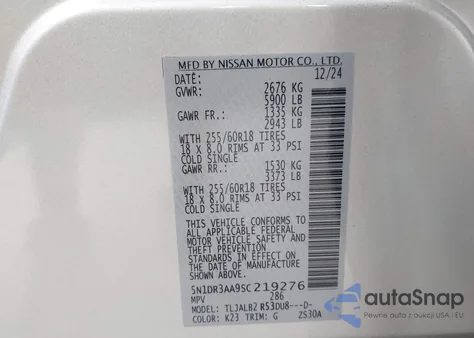 MFD BY NISSAN MOTOR CO., LTD.
DATE: 12/24
GVWR: 2676 KG
5900 LB
GAWR FR.: 1335 KG
2943 LB
WITH 255/60R18 TIRES
18 X 8.0 RIMS AT 33 PSI
COLD SINGLE
GAWR RR.: 1530 KG
3373 LB
WITH 255/60R18 TIRES
18 X 8.0 RIMS AT 33 PSI
COLD SINGLE
THIS VEHICLE CONFORMS TO
ALL APPLICABLE FEDERAL
MOTOR VEHICLE SAFETY AND
THEFT PREVENTION
STANDARDS IN EFFECT ON
THE DATE OF MANUFACTURE
SHOWN ABOVE.
5N1DR3AA9SC219276
MPV 286
MODEL: TLJALB2 R53DU8---D-
COLOR: K23 TRIM: G ZS30A
autoSnap
Pewne auto z USA